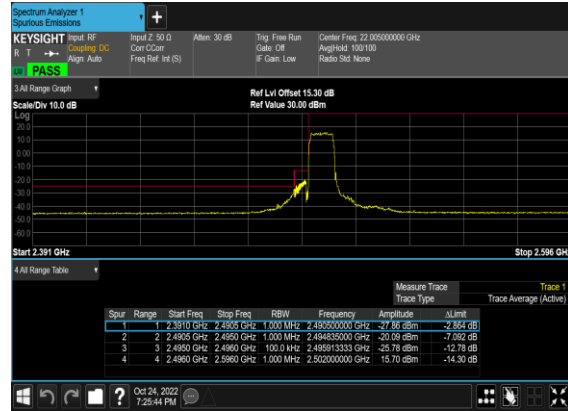 Spectrum Analyzer 1
Spurious Emissions
KEYSIGHT Input: RF Input Z: 50 Ω Atten: 30 dB Trig: Free Run Center Freq: 22.005000000 GHz
R T Coupling: DC Corr CCorr Gate: Off Avg|Hold: 100/100
Align: Auto Freq Ref: Int (S) IF Gain: Low Radio Std: None
PASS
3 All Range Graph Ref Lvl Offset 15.30 dB
Scale/Div 10.0 dB Ref Value 30.00 dBm
Log
20.0
10.0
0.00
-10.0
-20.0
-30.0
-40.0
-50.0
-60.0
Start 2.391 GHz Stop 2.596 GHz
4 All Range Table
Measure Trace Trace 1
Trace Type Trace Average (Active)
Spur Range Start Freq Stop Freq RBW Frequency Amplitude ΔLimit
1 1 2.3910 GHz 2.4905 GHz 1.000 MHz 2.490500000 GHz -27.86 dBm -2.864 dB
2 2 2.4905 GHz 2.4950 GHz 1.000 MHz 2.494835000 GHz -20.09 dBm -7.092 dB
3 3 2.4950 GHz 2.4960 GHz 100.0 kHz 2.495913333 GHz -25.78 dBm -12.78 dB
4 4 2.4960 GHz 2.5960 GHz 1.000 MHz 2.502000000 GHz 15.70 dBm -14.30 dB
? Oct 24, 2022
7:25:44 PM